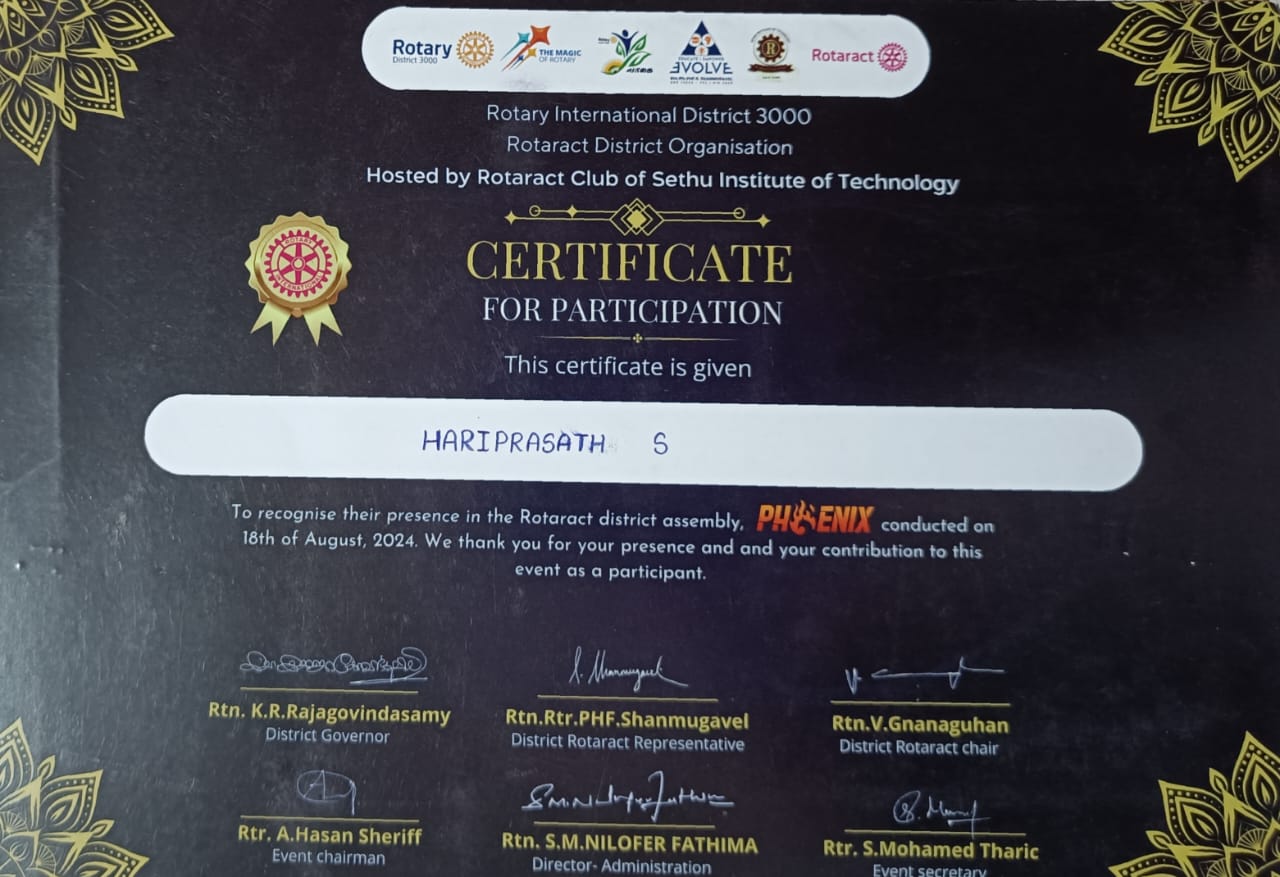 Rotary
District 3000
THE MAGIC
OF ROTARY
EDUCATE | EMPOWER
EVOLVE
R
Rotaract
Rotary International District 3000
Rotaract District Organisation
Hosted by Rotaract Club of Sethu Institute of Technology
ROTARY
INTERNATIONAL
CERTIFICATE
FOR PARTICIPATION
This certificate is given
HARIPRASATH S
To recognise their presence in the Rotaract district assembly, PHOENIX conducted on
18th of August, 2024. We thank you for your presence and and your contribution to this
event as a participant.
S. Shanmugavel
Rtn. K.R.Rajagovindasamy
District Governor
Rtn.Rtr.PHF.Shanmugavel
District Rotaract Representative
Rtn.V.Gnanaguhan
District Rotaract chair
Rtr. A.Hasan Sheriff
Event chairman
Rtn. S.M.NILOFER FATHIMA
Director- Administration
Rtr. S.Mohamed Tharic
Event secretary